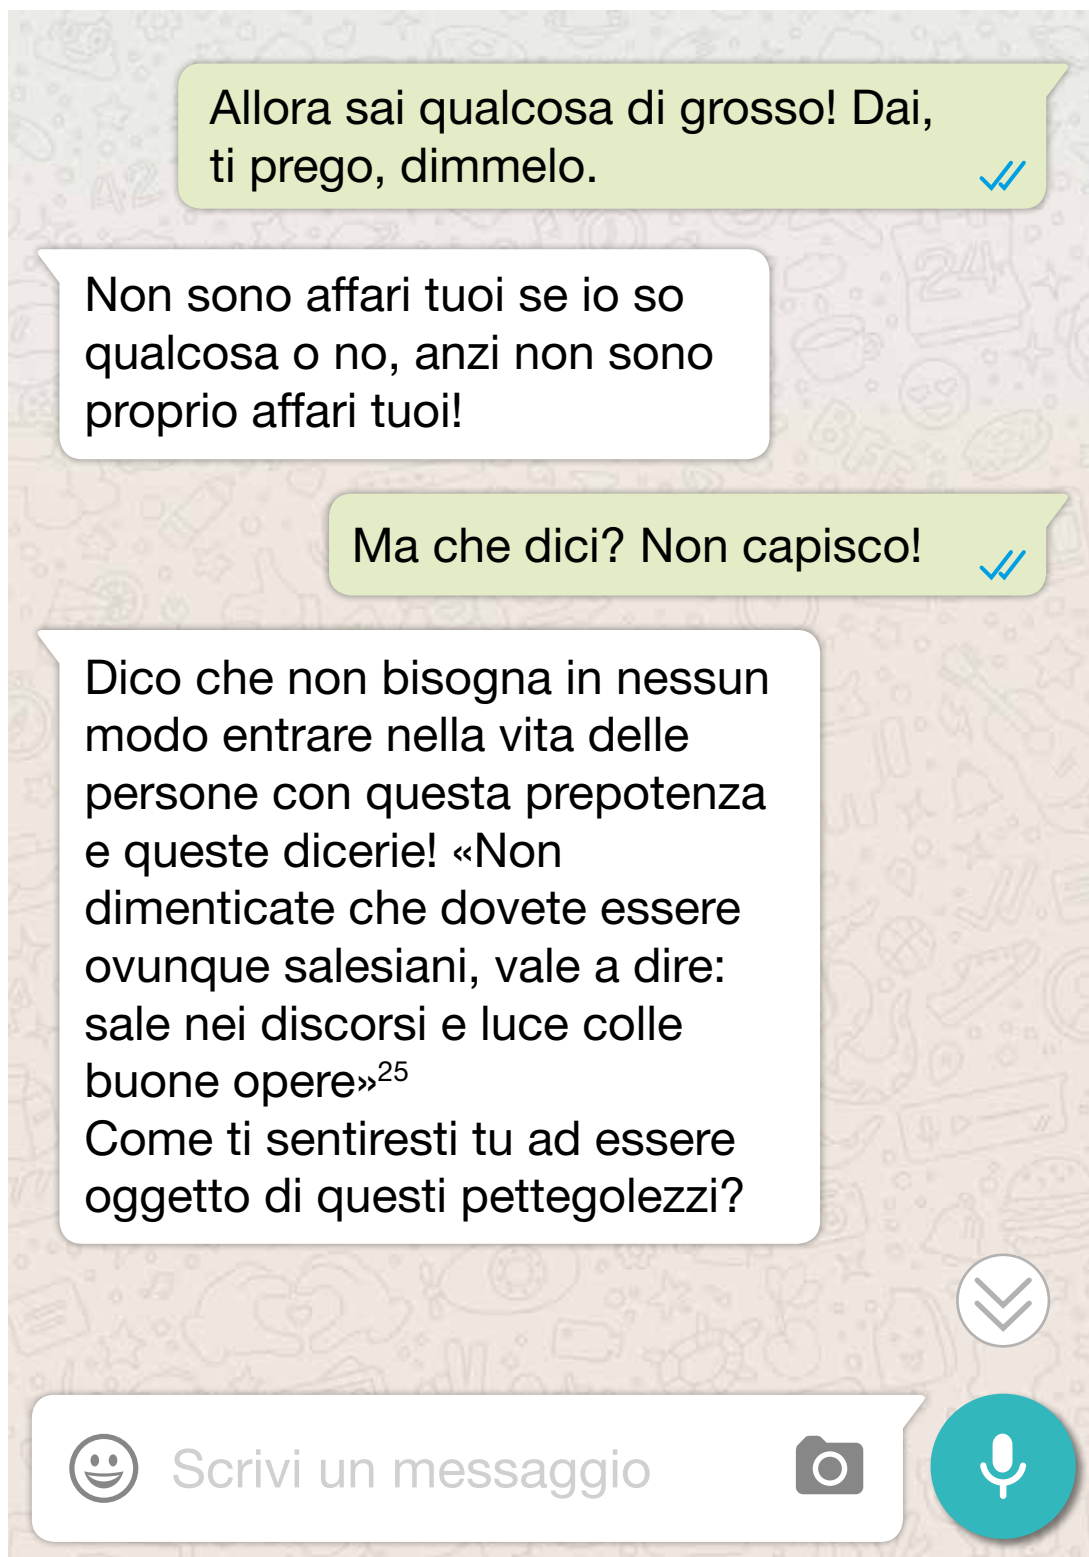 Allora sai qualcosa di grosso! Dai,
ti prego, dimmelo.
Non sono affari tuoi se io so
qualcosa o no, anzi non sono
proprio affari tuoi!
Ma che dici? Non capisco!
Dico che non bisogna in nessun
modo entrare nella vita delle
persone con questa prepotenza
e queste dicerie! «Non
dimenticate che dovete essere
ovunque salesiani, vale a dire:
sale nei discorsi e luce colle
buone opere»²⁵
Come ti sentiresti tu ad essere
oggetto di questi pettegolezzi?
Scrivi un messaggio